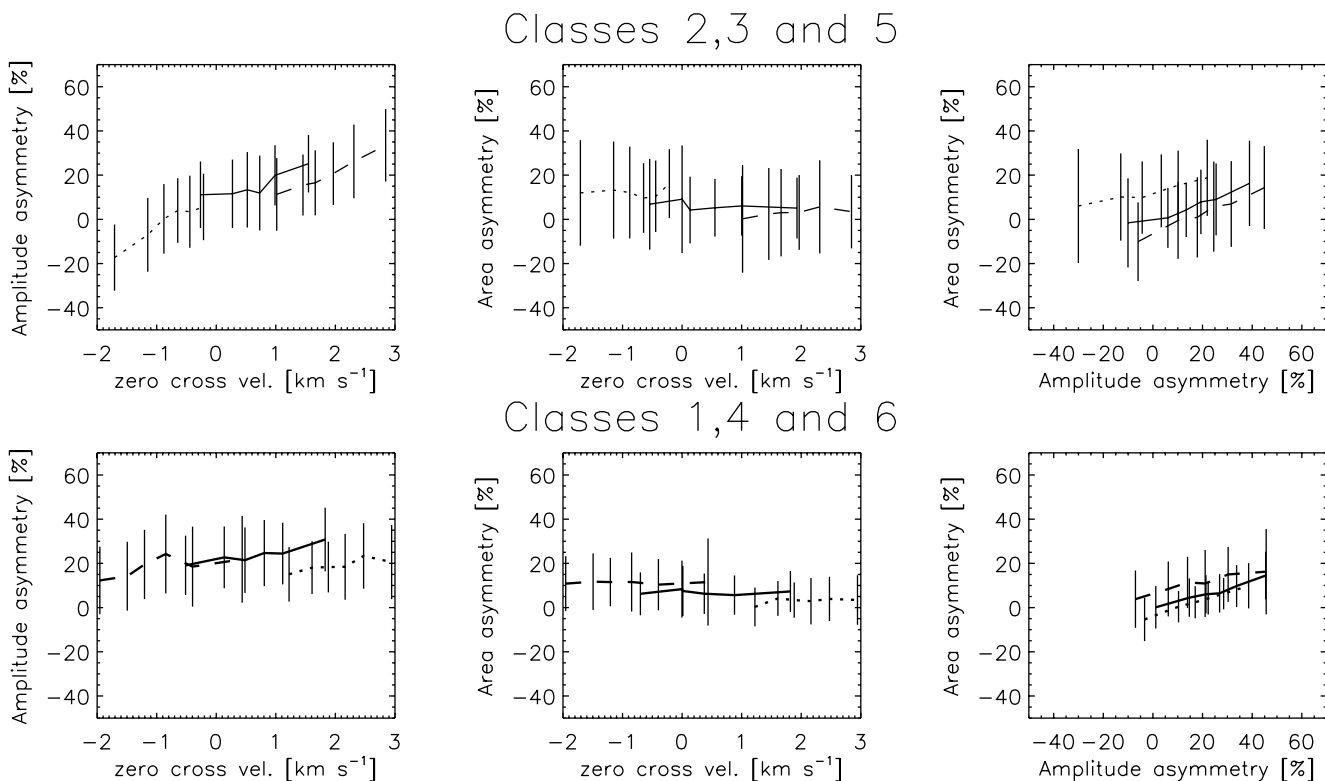 Classes 2,3 and 5
Amplitude asymmetry [%]
60
40
20
0
−20
−40
−2 −1 0 1 2 3
zero cross vel. [km s⁻¹]
Area asymmetry [%]
60
40
20
0
−20
−40
−2 −1 0 1 2 3
zero cross vel. [km s⁻¹]
Area asymmetry [%]
60
40
20
0
−20
−40
−40 −20 0 20 40 60
Amplitude asymmetry [%]
Classes 1,4 and 6
Amplitude asymmetry [%]
60
40
20
0
−20
−40
−2 −1 0 1 2 3
zero cross vel. [km s⁻¹]
Area asymmetry [%]
60
40
20
0
−20
−40
−2 −1 0 1 2 3
zero cross vel. [km s⁻¹]
Area asymmetry [%]
60
40
20
0
−20
−40
−40 −20 0 20 40 60
Amplitude asymmetry [%]